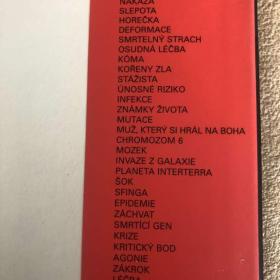 NÁKAZA
SLEPOTA
HOREČKA
DEFORMACE
SMRTELNÝ STRACH
OSUDNÁ LÉČBA
KÓMA
KOŘENY ZLA
STÁŽISTA
ÚNOSNÉ RIZIKO
INFEKCE
ZNÁMKY ŽIVOTA
MUTACE
MUŽ, KTERÝ SI HRÁL NA BOHA
CHROMOZOM 6
MOZEK
INVAZE Z GALAXIE
PLANETA INTERTERRA
ŠOK
SFINGA
EPIDEMIE
ZÁCHVAT
SMRTÍCÍ GEN
KRIZE
KRITICKÝ BOD
AGONIE
ZÁKROK
LÉČBA